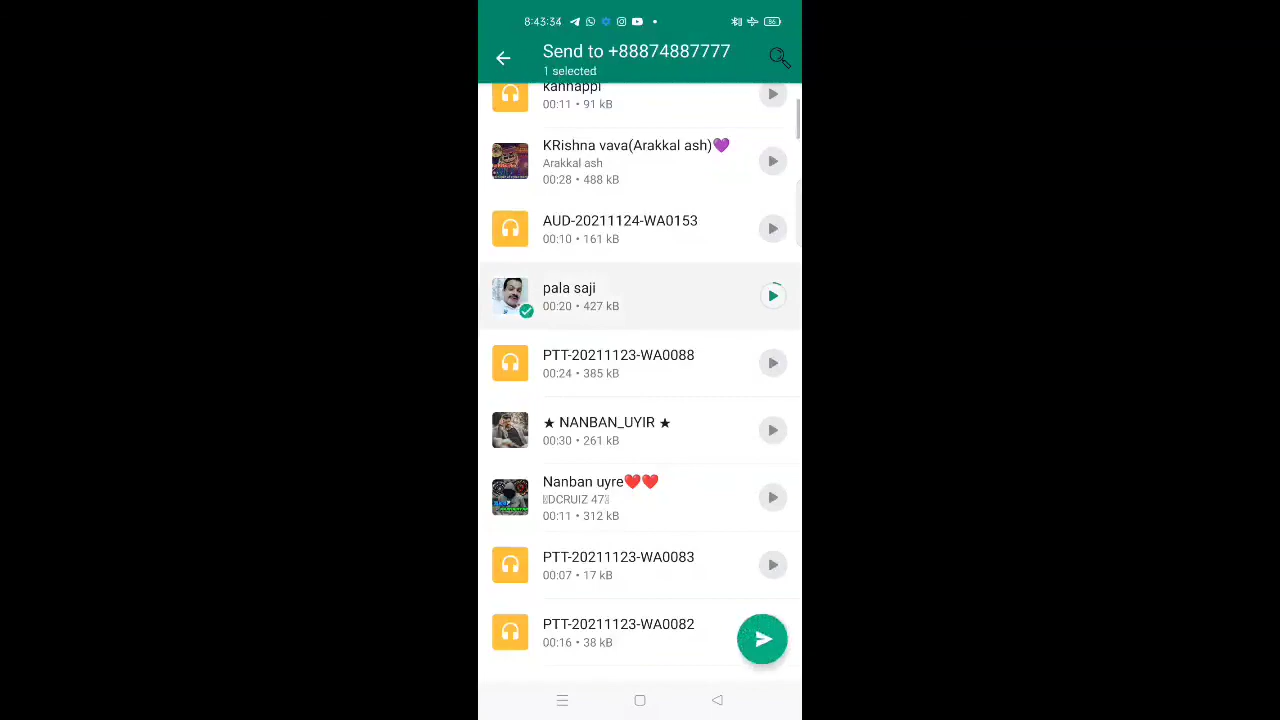 8:43:34
86
Send to +88874887777
1 selected
kannappi
00:11 • 91 kB
KRishna vava(Arakkal ash)💜
Arakkal ash
00:28 • 488 kB
AUD-20211124-WA0153
00:10 • 161 kB
pala saji
00:20 • 427 kB
PTT-20211123-WA0088
00:24 • 385 kB
★ NANBAN_UYIR ★
00:30 • 261 kB
Nanban uyre❤️❤️
DCRUIZ 47
00:11 • 312 kB
PTT-20211123-WA0083
00:07 • 17 kB
PTT-20211123-WA0082
00:16 • 38 kB